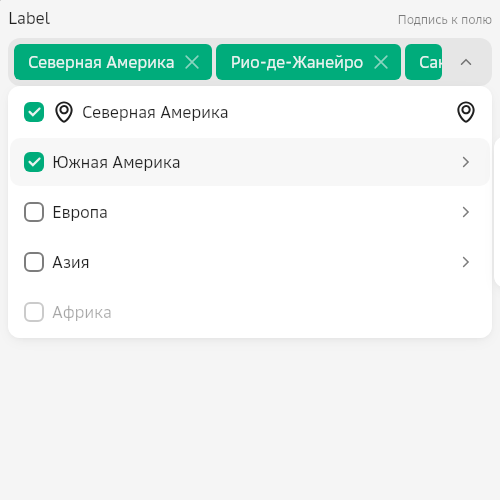 Label Подпись к полю
Северная Америка Рио-де-Жанейро
Северная Америка
Южная Америка
Европа
Азия
Африка